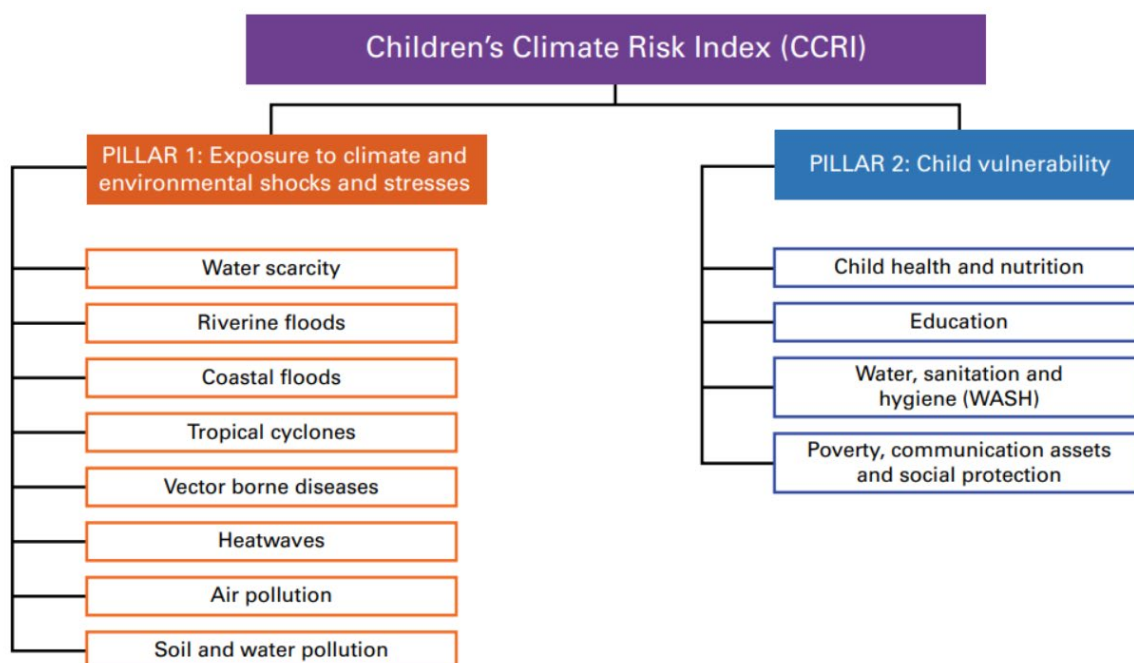 Children’s Climate Risk Index (CCRI)
PILLAR 1: Exposure to climate and
environmental shocks and stresses
Water scarcity
Riverine floods
Coastal floods
Tropical cyclones
Vector borne diseases
Heatwaves
Air pollution
Soil and water pollution
PILLAR 2: Child vulnerability
Child health and nutrition
Education
Water, sanitation and
hygiene (WASH)
Poverty, communication assets
and social protection